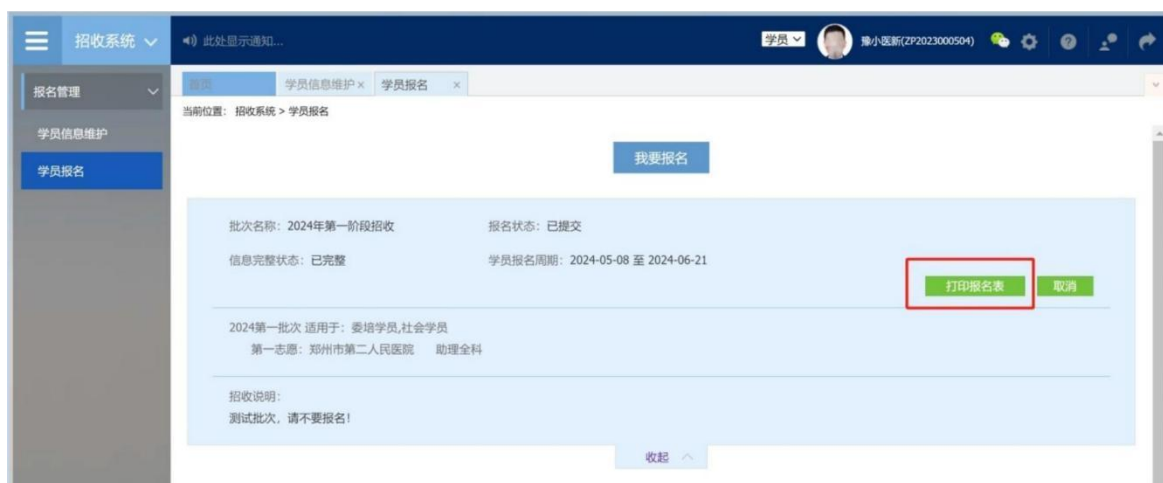 招收系统
此处显示通知...
学员
豫小医新(ZP2023000504)
报名管理
首页
学员信息维护×
学员报名 ×
当前位置： 招收系统 > 学员报名
学员信息维护
学员报名
我要报名
批次名称：2024年第一阶段招收
报名状态：已提交
信息完整状态：已完整
学员报名周期：2024-05-08 至 2024-06-21
打印报名表
取消
2024第一批次 适用于：委培学员,社会学员
第一志愿：郑州市第二人民医院 助理全科
招收说明：
测试批次，请不要报名！
收起